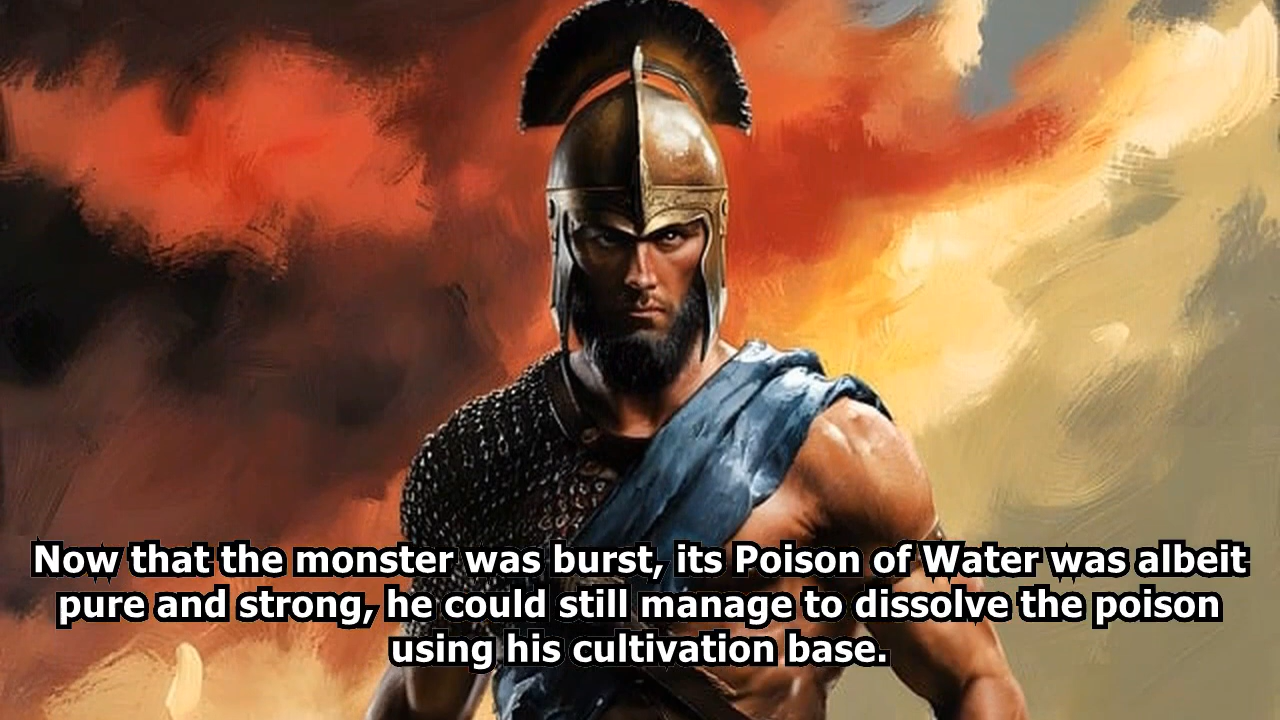 Now that the monster was burst, its Poison of Water was albeit
pure and strong, he could still manage to dissolve the poison
using his cultivation base.